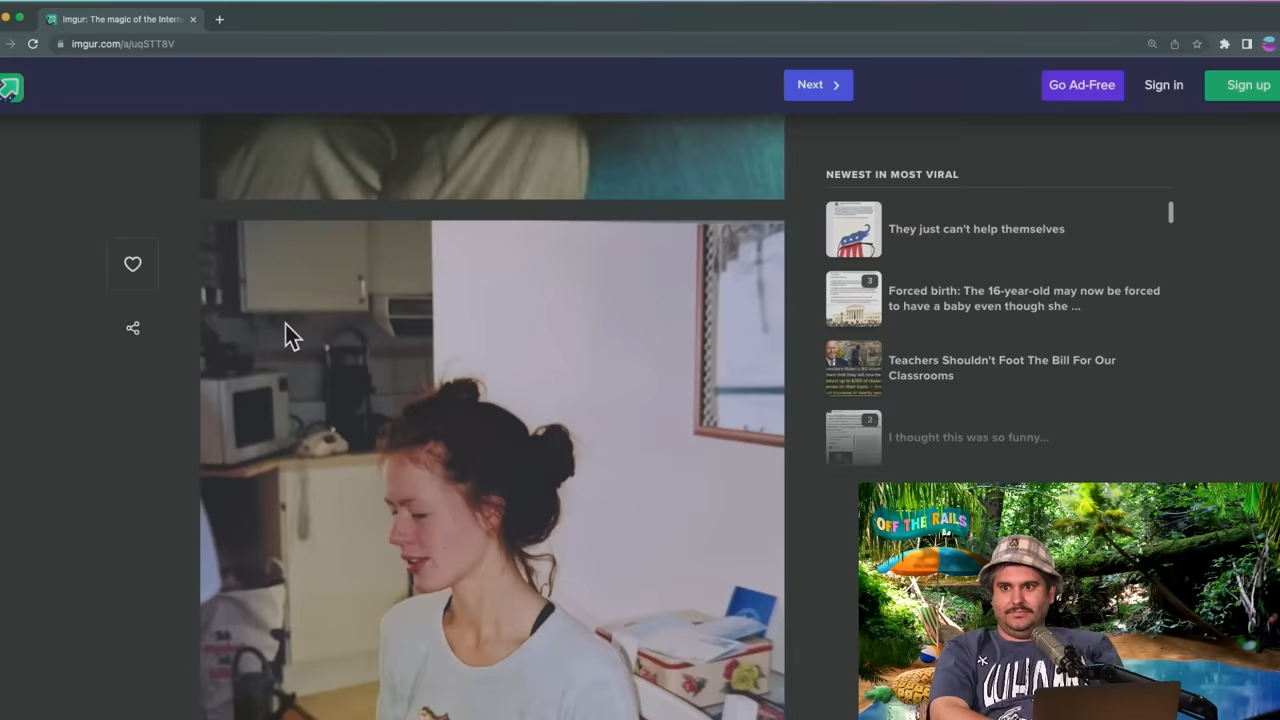 Imgur: The magic of the Intern
imgur.com/a/uqSTT8V
Next
Go Ad-Free
Sign in
Sign up
NEWEST IN MOST VIRAL
They just can't help themselves
3
Forced birth: The 16-year-old may now be forced
to have a baby even though she ...
Teachers Shouldn't Foot The Bill For Our
Classrooms
2
I thought this was so funny...
OFF THE RAILS
WHOA